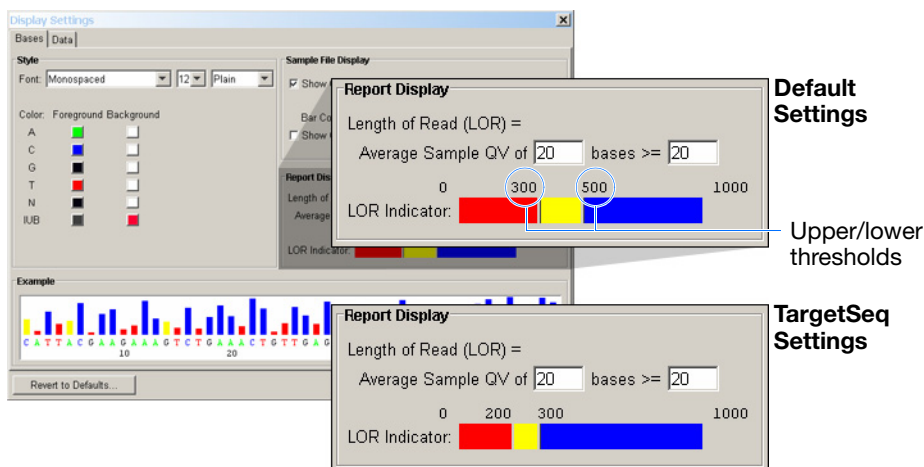 Display Settings
Bases Data
Style
Font: Monospaced 12 Plain
Color: Foreground Background
A
C
G
T
N
IUB
Sample File Display
Show
Bar Co
Show
Report Dis
Length of
Average
LOR Indicator:
Example
C A T T A C G A A G A A A G T C T G A A A C T G T T G A G
10 20
Revert to Defaults...
Report Display
Length of Read (LOR) =
Average Sample QV of 20 bases >= 20
0 300 500 1000
LOR Indicator:
Default
Settings
Upper/lower
thresholds
Report Display
Length of Read (LOR) =
Average Sample QV of 20 bases >= 20
0 200 300 1000
LOR Indicator:
TargetSeq
Settings